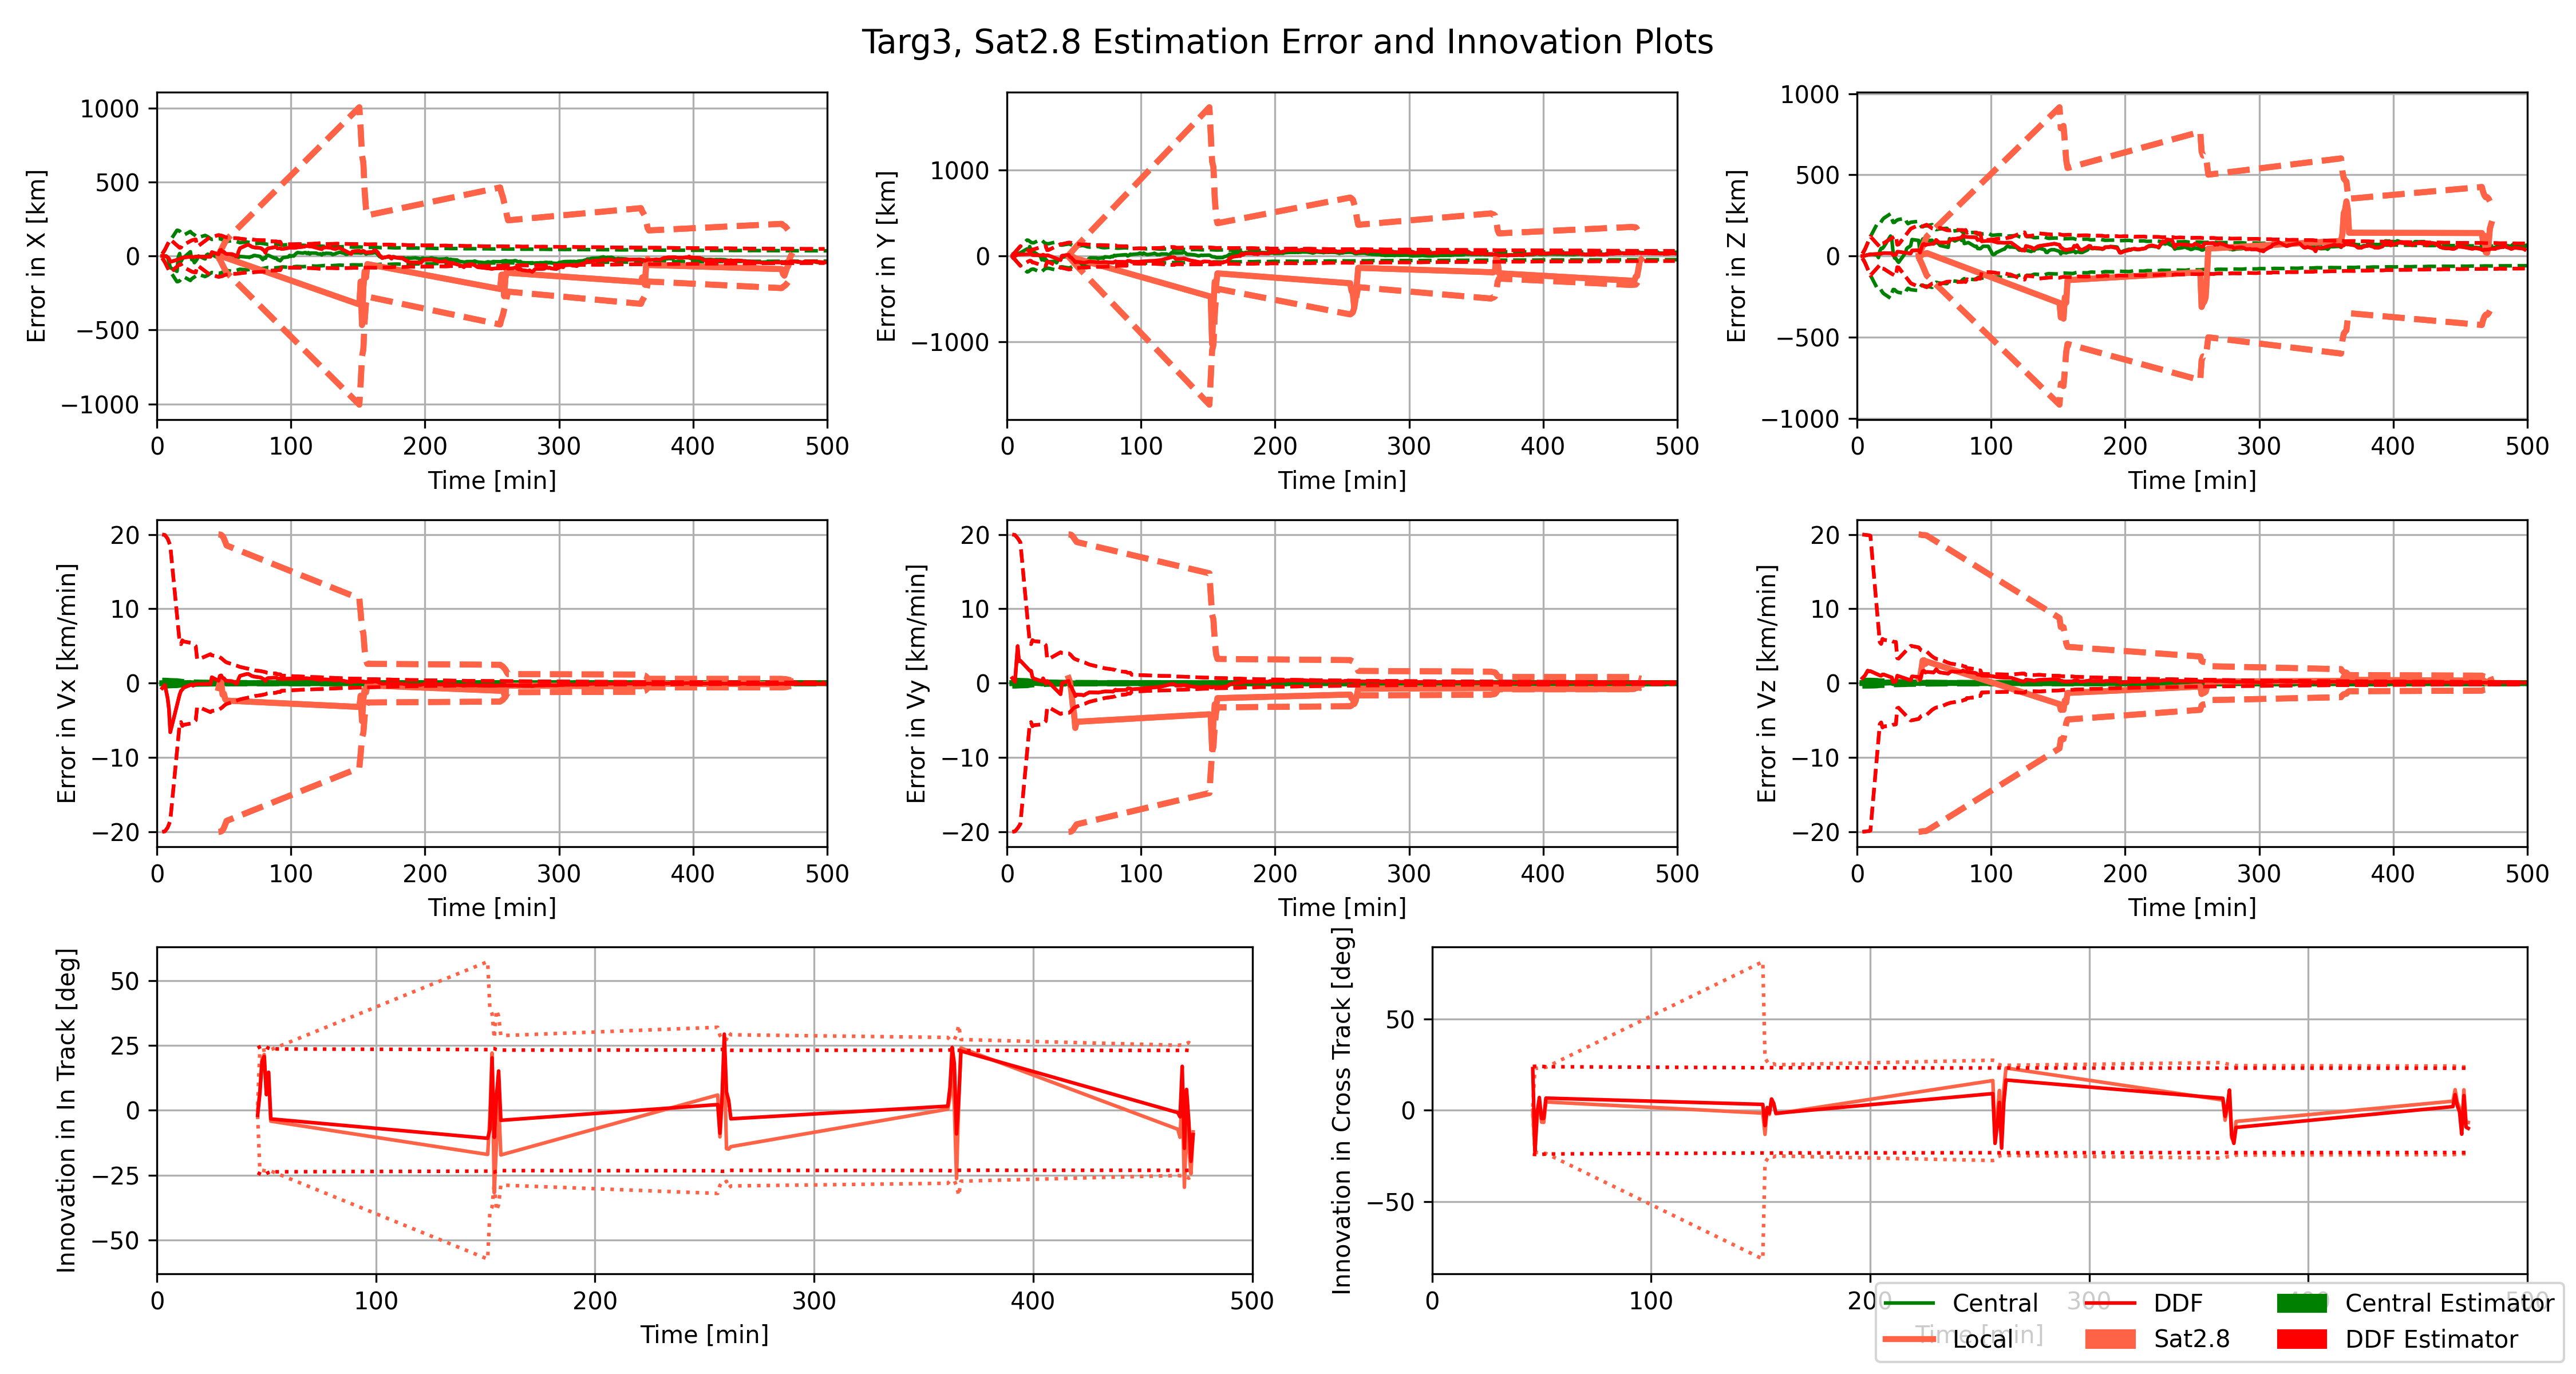 Targ3, Sat2.8 Estimation Error and Innovation Plots
Error in X [km]
1000
500
0
−500
−1000
0 100 200 300 400 500
Time [min]
Error in Y [km]
1000
0
−1000
0 100 200 300 400 500
Time [min]
Error in Z [km]
1000
500
0
−500
−1000
0 100 200 300 400 500
Time [min]
Error in Vx [km/min]
20
10
0
−10
−20
0 100 200 300 400 500
Time [min]
Error in Vy [km/min]
20
10
0
−10
−20
0 100 200 300 400 500
Time [min]
Error in Vz [km/min]
20
10
0
−10
−20
0 100 200 300 400 500
Time [min]
Innovation in In Track [deg]
50
25
0
−25
−50
0 100 200 300 400 500
Time [min]
Innovation in Cross Track [deg]
50
0
−50
0 100 200 300 400 500
Time [min]
Central DDF Central Estimator
Local Sat2.8 DDF Estimator